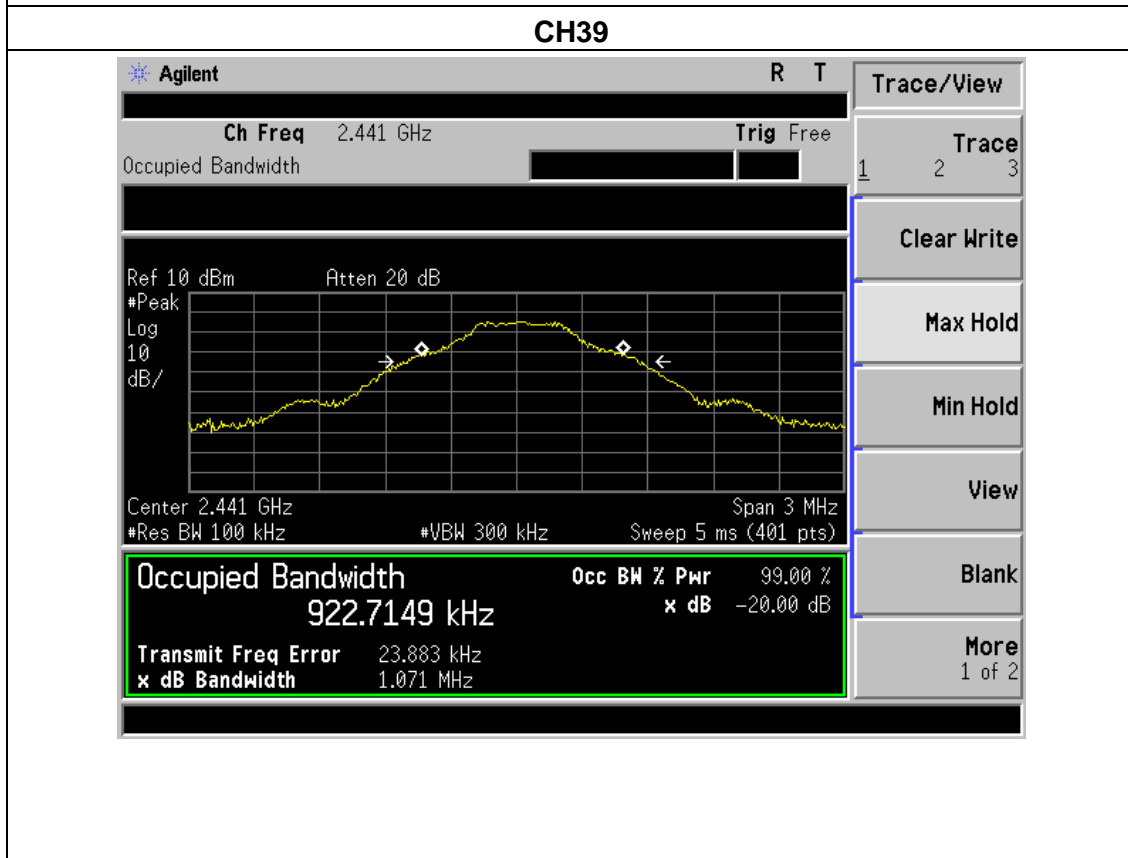 CH39
Agilent R T
Ch Freq 2.441 GHz Trig Free
Occupied Bandwidth
Ref 10 dBm Atten 20 dB
#Peak
Log
10
dB/
Center 2.441 GHz Span 3 MHz
#Res BW 100 kHz #VBW 300 kHz Sweep 5 ms (401 pts)
Occupied Bandwidth Occ BW % Pwr 99.00 %
922.7149 kHz x dB -20.00 dB
Transmit Freq Error 23.883 kHz
x dB Bandwidth 1.071 MHz
Trace/View
Trace
1 2 3
Clear Write
Max Hold
Min Hold
View
Blank
More
1 of 2